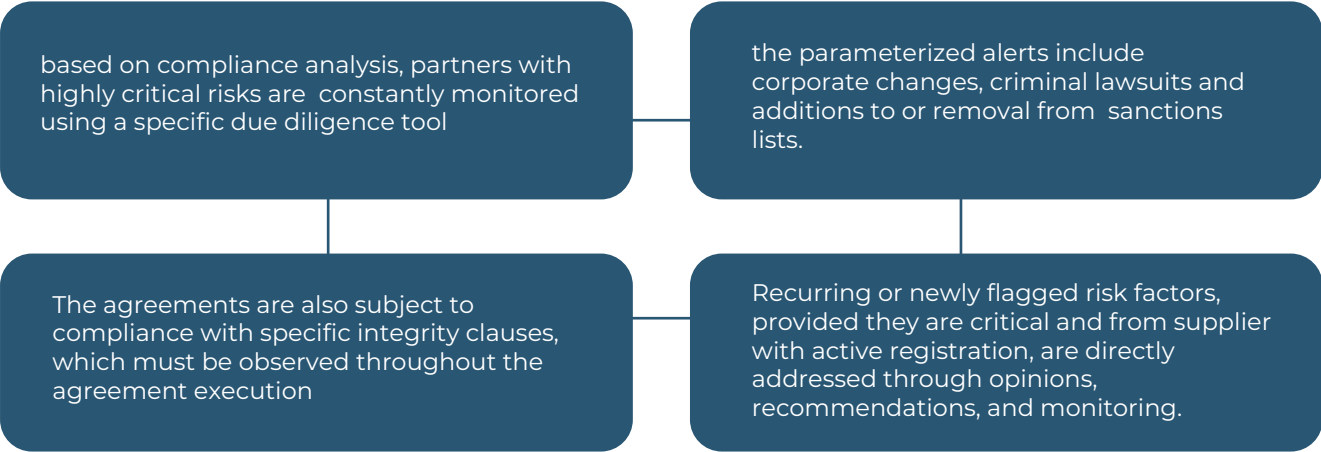 based on compliance analysis, partners with
highly critical risks are  constantly monitored
using a specific due diligence tool
the parameterized alerts include
corporate changes, criminal lawsuits and
additions to or removal from  sanctions
lists.
The agreements are also subject to
compliance with specific integrity clauses,
which must be observed throughout the
agreement execution
Recurring or newly flagged risk factors,
provided they are critical and from supplier
with active registration, are directly
addressed through opinions,
recommendations, and monitoring.